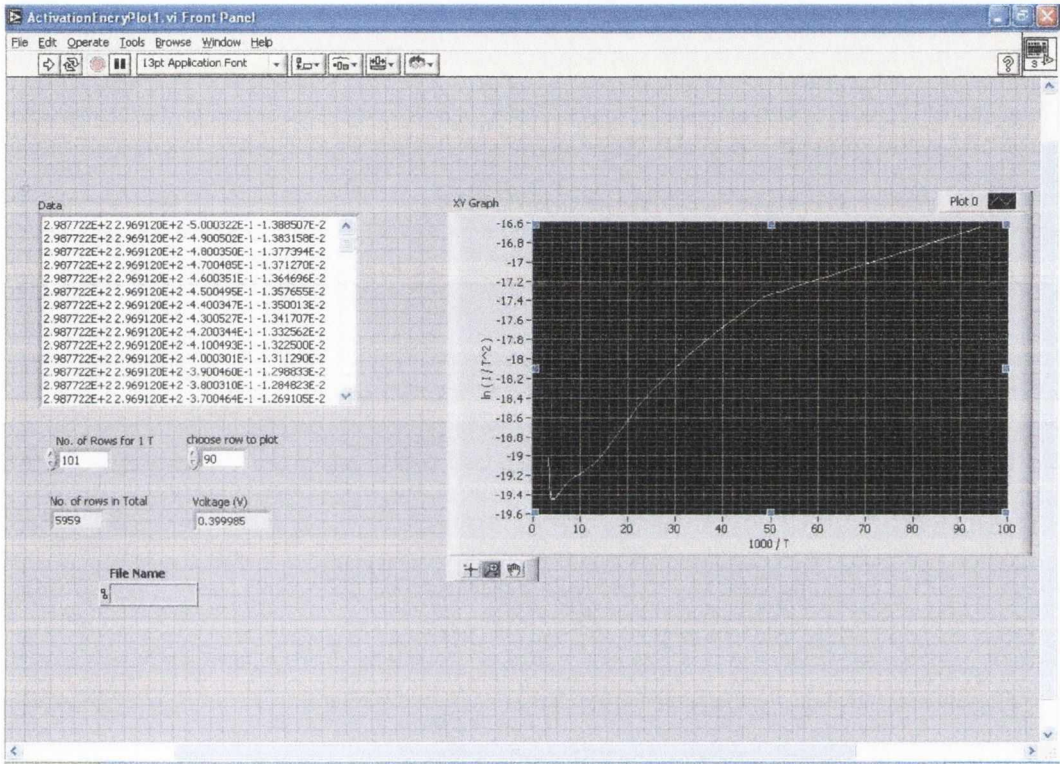 ActivationEneryPlot1.vi Front Panel
File Edit Operate Tools Browse Window Help
13pt Application Font
?
3
Data
2.987722E+2 2.969120E+2 -5.000322E-1 -1.388507E-2
2.987722E+2 2.969120E+2 -4.900502E-1 -1.383158E-2
2.987722E+2 2.969120E+2 -4.800350E-1 -1.377394E-2
2.987722E+2 2.969120E+2 -4.700485E-1 -1.371270E-2
2.987722E+2 2.969120E+2 -4.600351E-1 -1.364696E-2
2.987722E+2 2.969120E+2 -4.500495E-1 -1.357655E-2
2.987722E+2 2.969120E+2 -4.400347E-1 -1.350013E-2
2.987722E+2 2.969120E+2 -4.300527E-1 -1.341707E-2
2.987722E+2 2.969120E+2 -4.200344E-1 -1.332562E-2
2.987722E+2 2.969120E+2 -4.100493E-1 -1.322500E-2
2.987722E+2 2.969120E+2 -4.000301E-1 -1.311290E-2
2.987722E+2 2.969120E+2 -3.900460E-1 -1.298833E-2
2.987722E+2 2.969120E+2 -3.800310E-1 -1.284823E-2
2.987722E+2 2.969120E+2 -3.700464E-1 -1.269105E-2
No. of Rows for 1 T
choose row to plot
101
90
No. of rows in Total
Voltage (V)
5959
0.399985
File Name
XY Graph
Plot 0
-16.6
-16.8
-17
-17.2
-17.4
-17.6
-17.8
-18
-18.2
-18.4
-18.6
-18.8
-19
-19.2
-19.4
-19.6
ln ( I / T^2 )
0 10 20 30 40 50 60 70 80 90 100
1000 / T